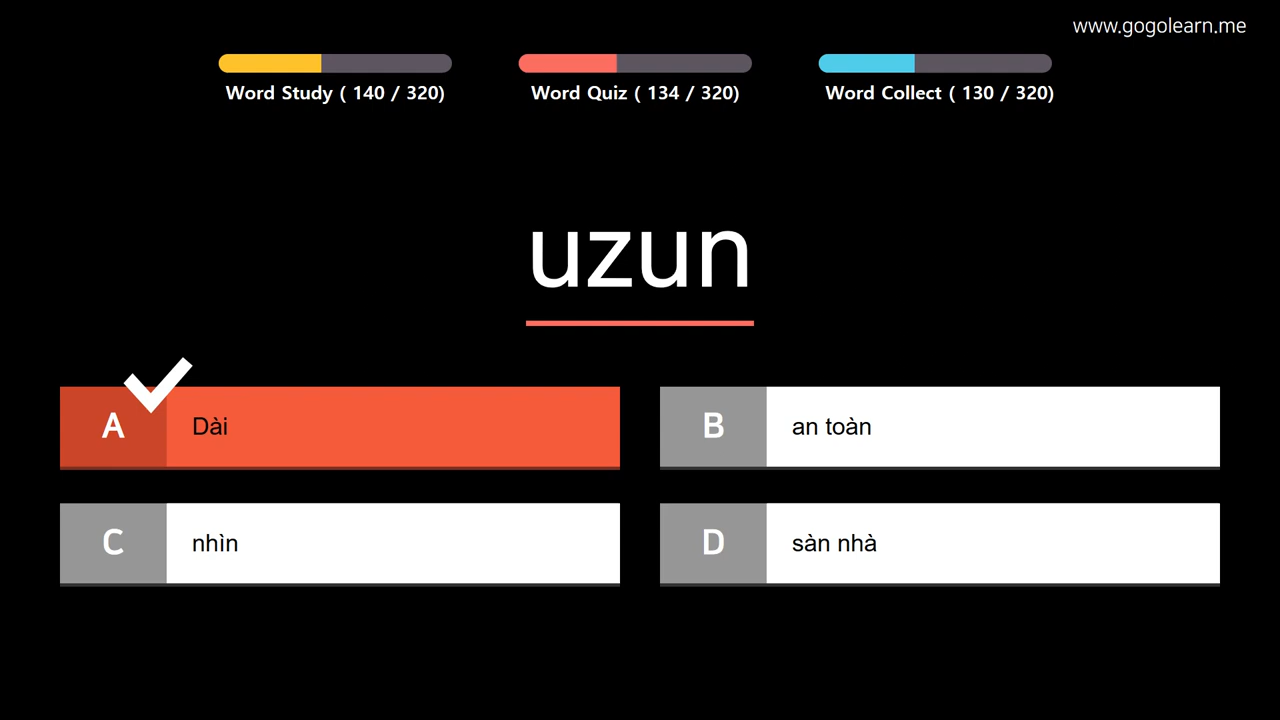 www.gogolearn.me
Word Study ( 140 / 320)
Word Quiz ( 134 / 320)
Word Collect ( 130 / 320)
uzun
A Dài
B an toàn
C nhìn
D sàn nhà